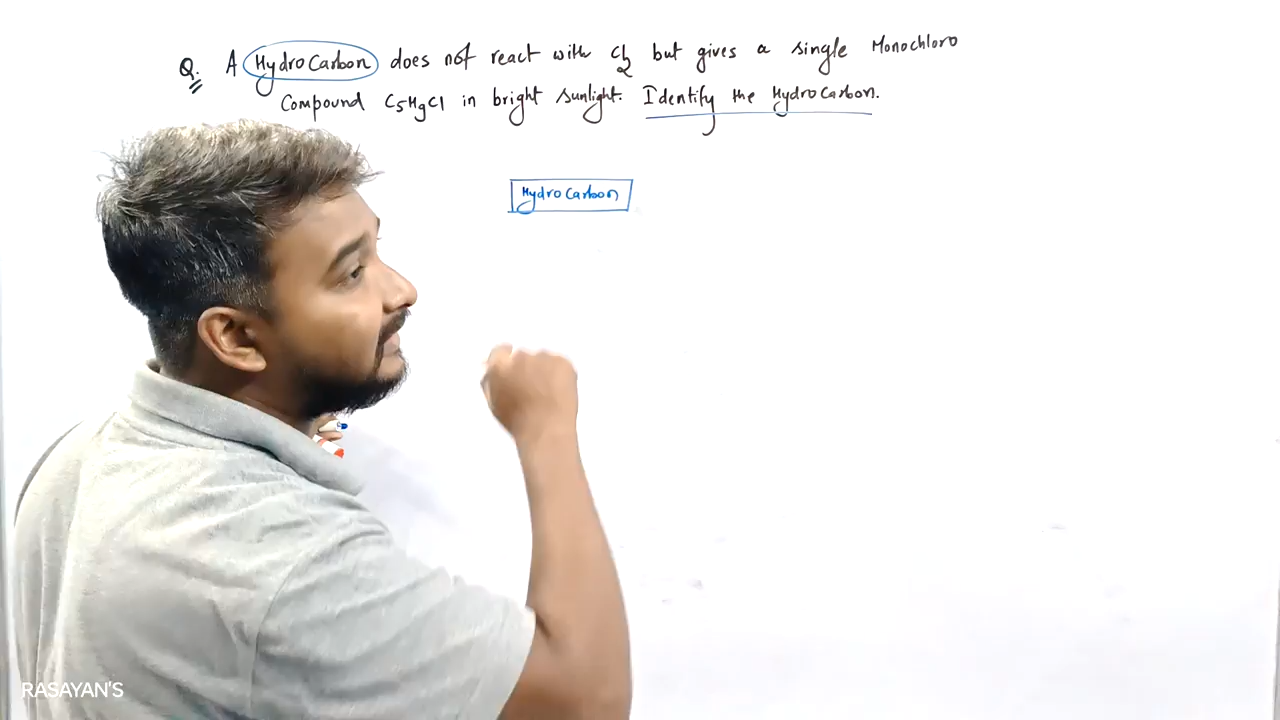 Q. A HydroCarbon does not react with Cl2 but gives a single Monochloro
Compound C5H9Cl in bright sunlight. Identify the HydroCarbon.
HydroCarbon
RASAYAN'S